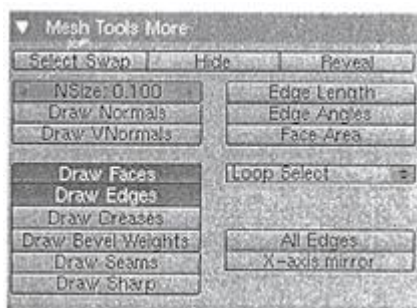 Mesh Tools More
Select Swap Hide Reveal
NSize: 0.100 Edge Length
Draw Normals Edge Angles
Draw VNormals Face Area
Draw Faces Loop Select
Draw Edges
Draw Creases
Draw Bevel Weights All Edges
Draw Seams X-axis mirror
Draw Sharp